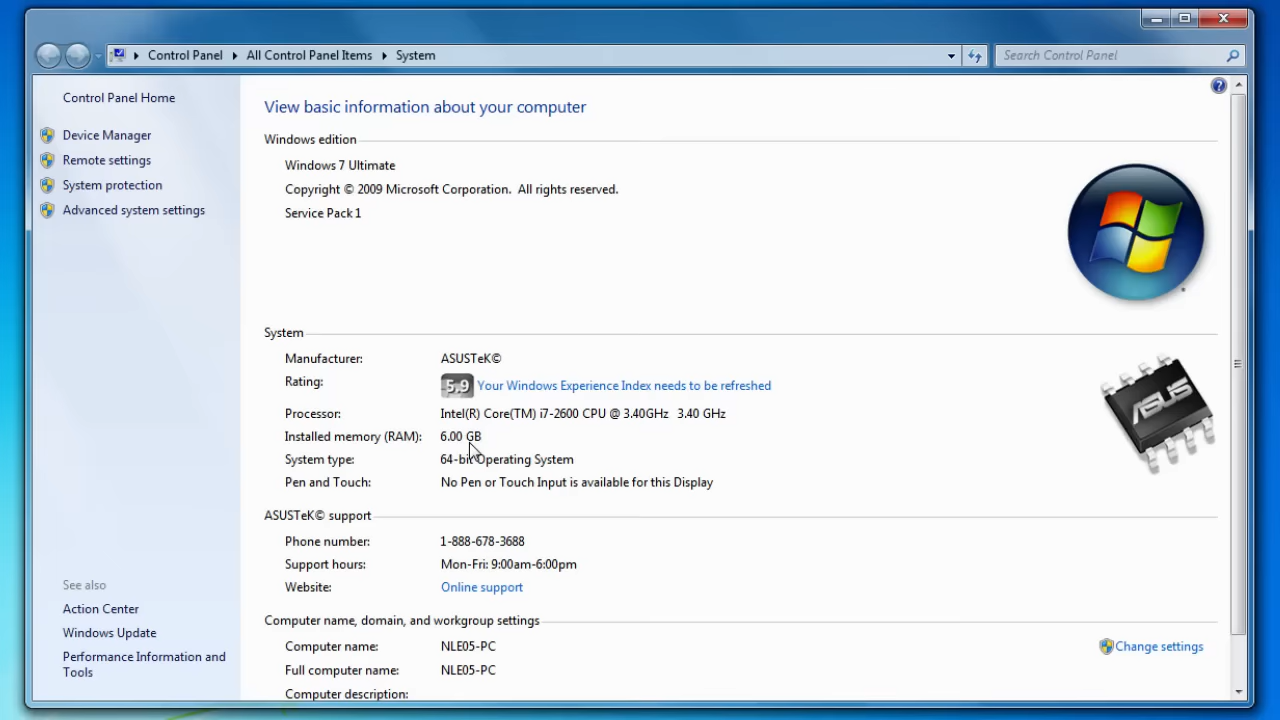 Control Panel All Control Panel Items System Search Control Panel
Control Panel Home
Device Manager
Remote settings
System protection
Advanced system settings
See also
Action Center
Windows Update
Performance Information and
Tools
View basic information about your computer
Windows edition
Windows 7 Ultimate
Copyright © 2009 Microsoft Corporation. All rights reserved.
Service Pack 1
System
Manufacturer: ASUSTeK©
Rating: 5.9 Your Windows Experience Index needs to be refreshed
Processor: Intel(R) Core(TM) i7-2600 CPU @ 3.40GHz 3.40 GHz
Installed memory (RAM): 6.00 GB
System type: 64-bit Operating System
Pen and Touch: No Pen or Touch Input is available for this Display
ASUS
ASUSTeK© support
Phone number: 1-888-678-3688
Support hours: Mon-Fri: 9:00am-6:00pm
Website: Online support
Computer name, domain, and workgroup settings
Computer name: NLE05-PC
Change settings
Full computer name: NLE05-PC
Computer description: